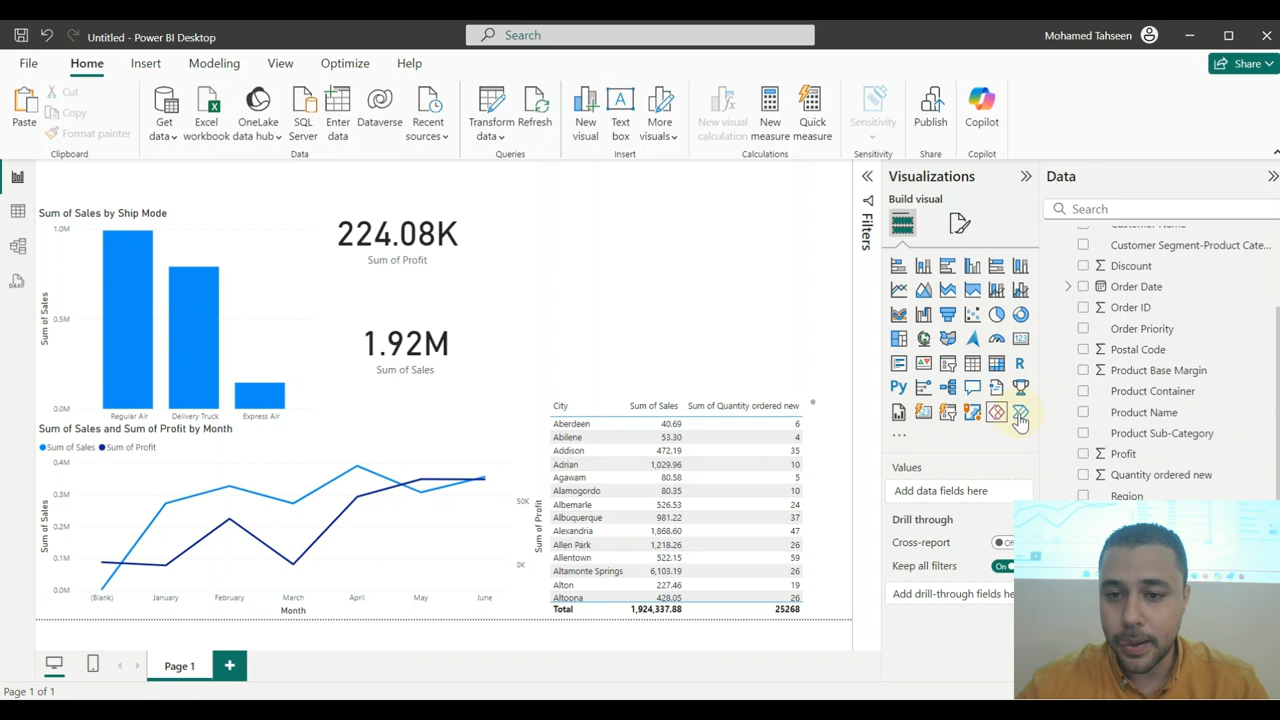 Untitled - Power BI Desktop
Search
Mohamed Tahseen
File
Home
Insert
Modeling
View
Optimize
Help
Share
Paste
Cut
Copy
Format painter
Clipboard
Get data
Excel workbook
OneLake data hub
SQL Server
Enter data
Dataverse
Recent sources
Data
Transform data
Refresh
Queries
New visual
Text box
More visuals
Insert
New visual calculation
New measure
Quick measure
Calculations
Sensitivity
Sensitivity
Publish
Share
Copilot
Copilot
Sum of Sales by Ship Mode
1.0M
0.5M
0.0M
Sum of Sales
Regular Air
Delivery Truck
Express Air
224.08K
Sum of Profit
1.92M
Sum of Sales
Sum of Sales and Sum of Profit by Month
Sum of Sales
Sum of Profit
0.4M
0.3M
0.2M
0.1M
0.0M
Sum of Sales
50K
0K
Sum of Profit
(Blank)
January
February
March
April
May
June
Month
City Sum of Sales Sum of Quantity ordered new
Aberdeen 40.69 6
Abilene 53.30 4
Addison 472.19 35
Adrian 1,029.96 10
Agawam 80.58 5
Alamogordo 80.35 10
Albemarle 526.53 24
Albuquerque 981.22 37
Alexandria 1,868.60 47
Allen Park 1,218.26 26
Allentown 522.15 59
Altamonte Springs 6,103.19 26
Alton 227.46 19
Altoona 428.05 26
Total 1,924,337.88 25268
Filters
Visualizations
Build visual
R
Py
123
Values
Add data fields here
Drill through
Cross-report
Keep all filters
On
Add drill-through fields he
Data
Search
Customer Name
Customer Segment-Product Cate...
Discount
Order Date
Order ID
Order Priority
Postal Code
Product Base Margin
Product Container
Product Name
Product Sub-Category
Profit
Quantity ordered new
Region
Page 1
Page 1 of 1